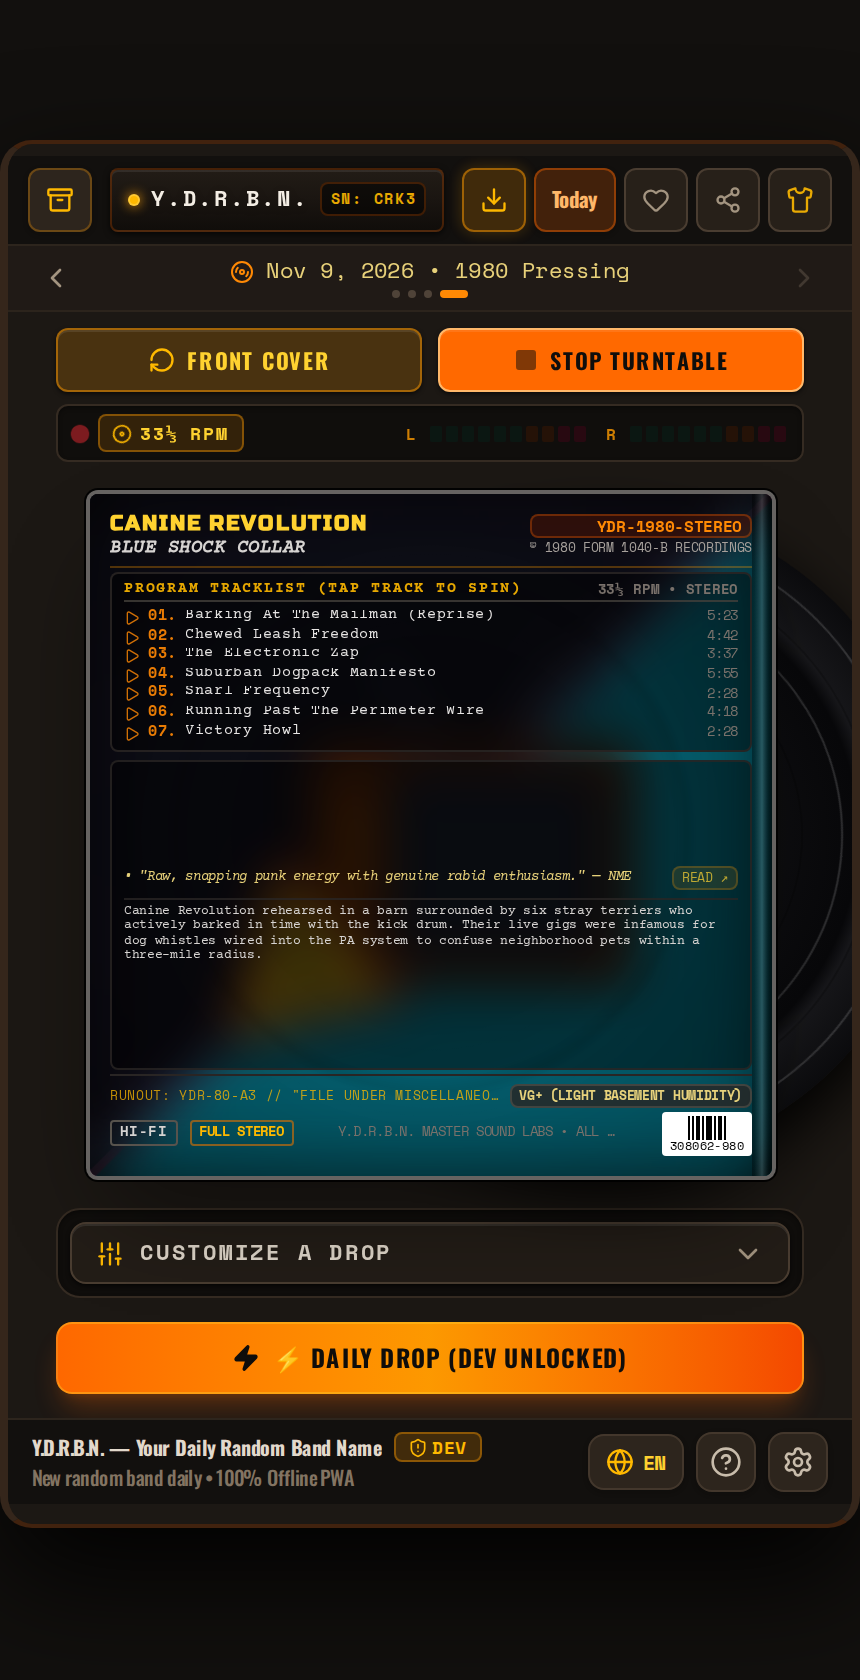 Y.D.R.B.N. SN: CRK3 Today
Nov 9, 2026 • 1980 Pressing
FRONT COVER STOP TURNTABLE
33⅓ RPM L R
CANINE REVOLUTION YDR-1980-STEREO
BLUE SHOCK COLLAR © 1980 FORM 1040-B RECORDINGS
PROGRAM TRACKLIST (TAP TRACK TO SPIN) 33⅓ RPM • STEREO
01. Barking At The Mailman (Reprise) 5:23
02. Chewed Leash Freedom 4:42
03. The Electronic Zap 3:37
04. Suburban Dogpack Manifesto 5:55
05. Snarl Frequency 2:28
06. Running Past The Perimeter Wire 4:18
07. Victory Howl 2:28
• "Raw, snapping punk energy with genuine rabid enthusiasm." — NME READ ↗
Canine Revolution rehearsed in a barn surrounded by six stray terriers who
actively barked in time with the kick drum. Their live gigs were infamous for
dog whistles wired into the PA system to confuse neighborhood pets within a
three-mile radius.
RUNOUT: YDR-80-A3 // "FILE UNDER MISCELLANEO… VG+ (LIGHT BASEMENT HUMIDITY)
HI-FI FULL STEREO Y.D.R.B.N. MASTER SOUND LABS • ALL … 308062-980
CUSTOMIZE A DROP
⚡ DAILY DROP (DEV UNLOCKED)
Y.D.R.B.N. — Your Daily Random Band Name DEV
New random band daily • 100% Offline PWA
EN